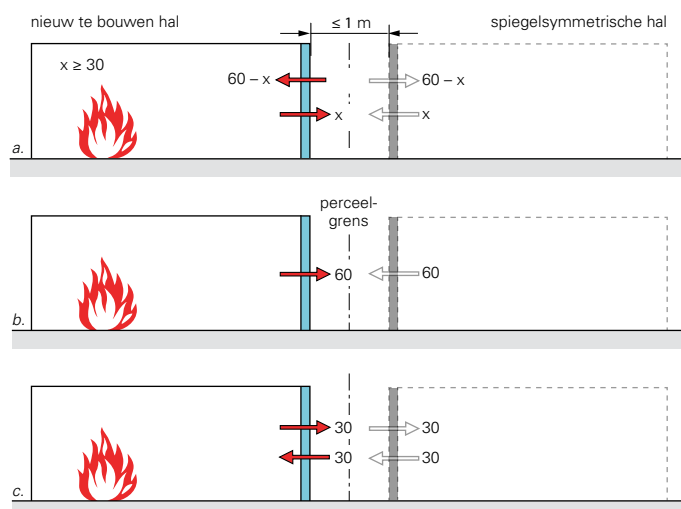 nieuw te bouwen hal
≤ 1 m
spiegelsymmetrische hal
x ≥ 30
60 – x
60 – x
x
x
a.
perceel-
grens
60
60
b.
30
30
30
30
c.